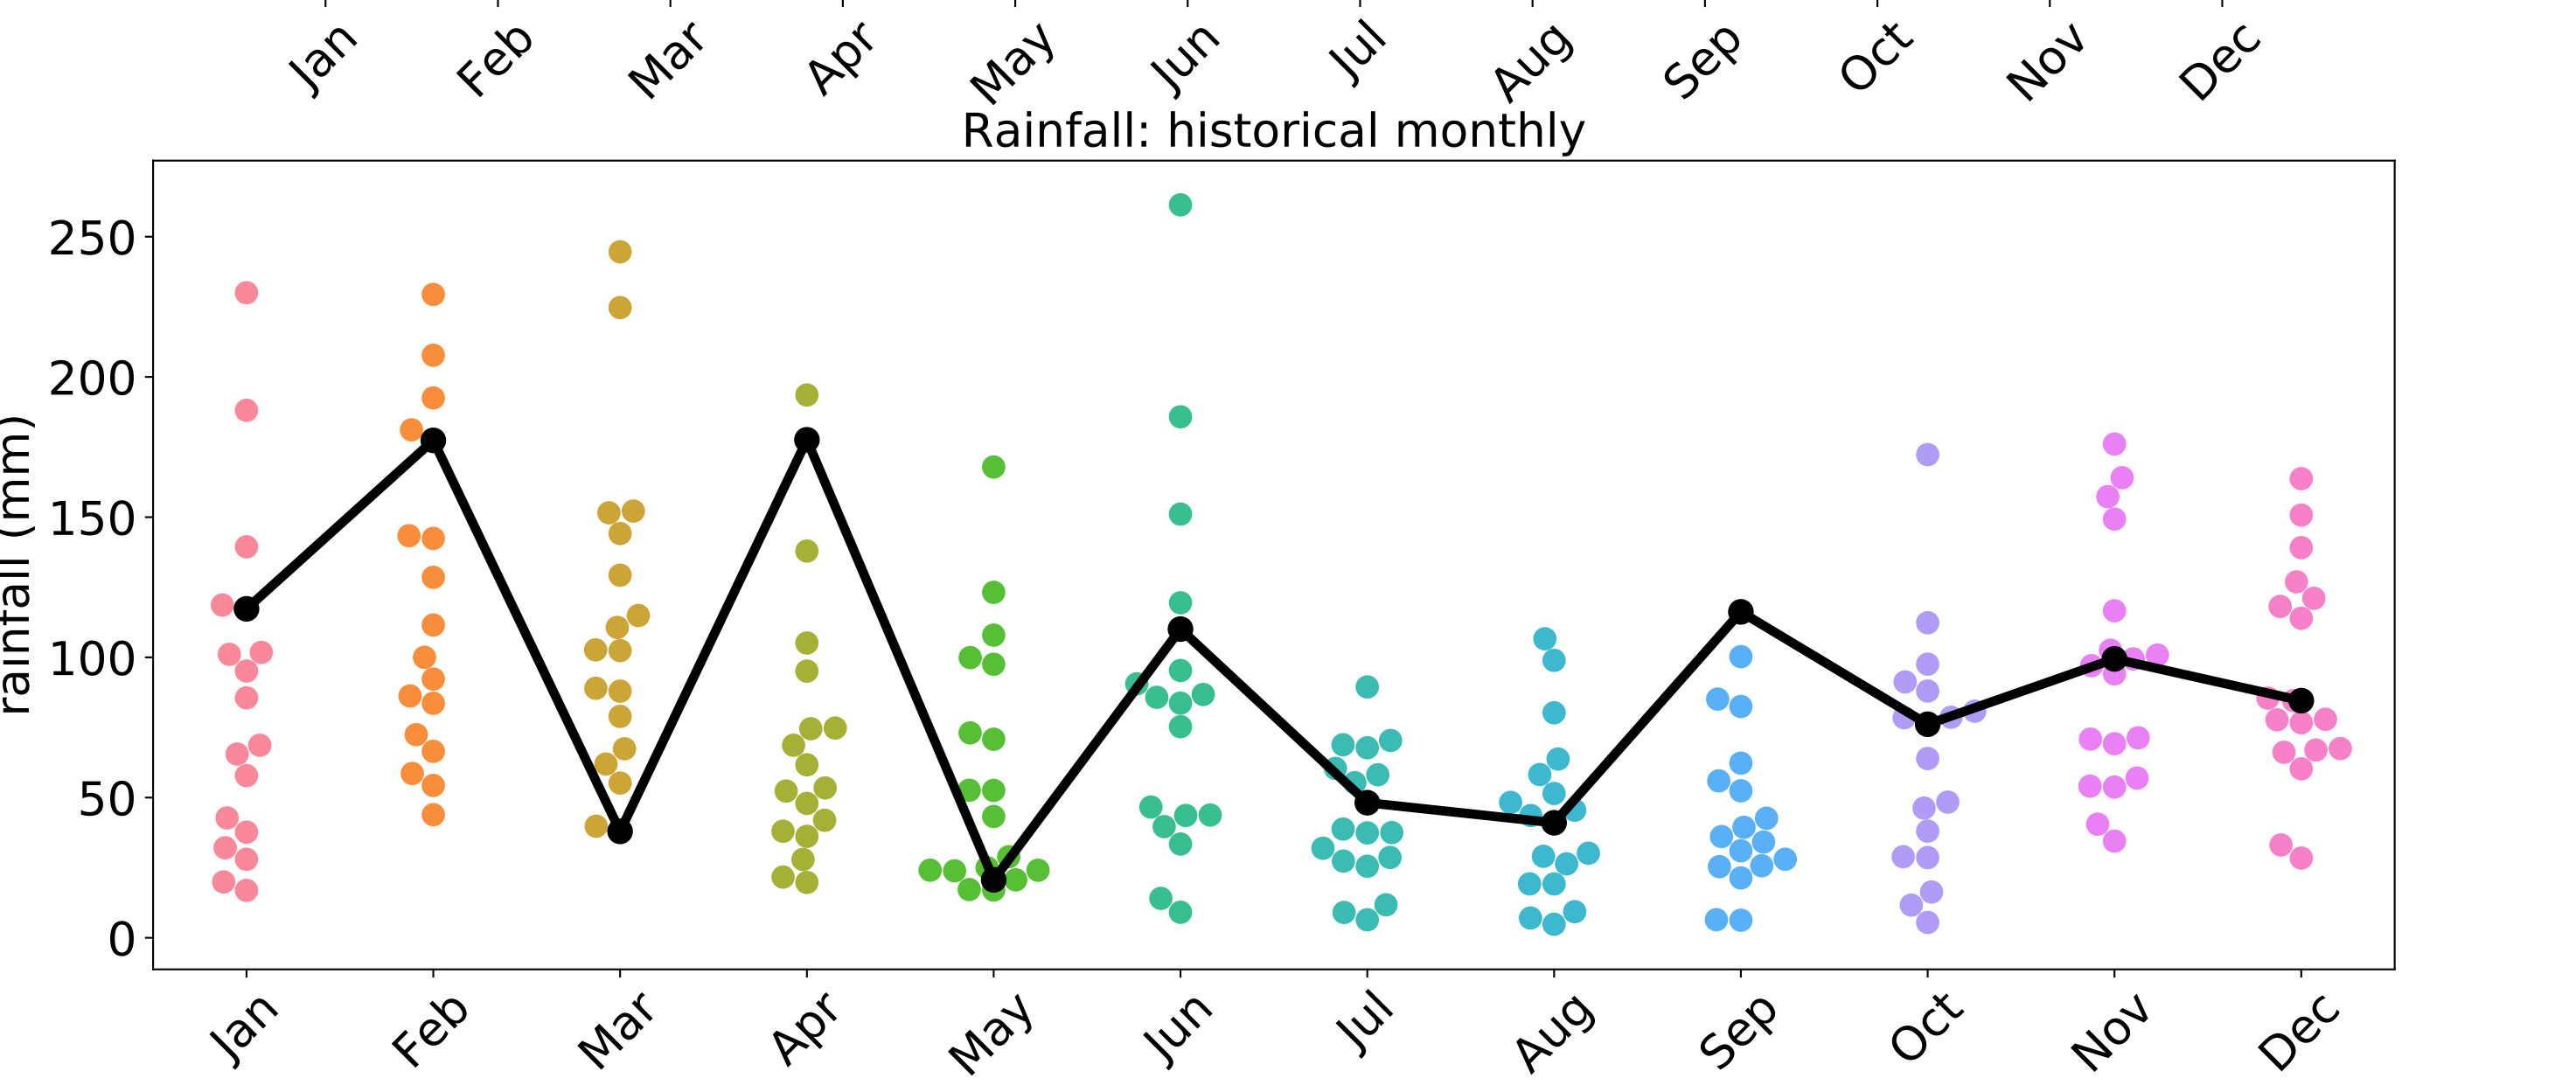 Jan Feb Mar Apr May Jun Jul Aug Sep Oct Nov Dec
Rainfall: historical monthly
rainfall (mm)
250
200
150
100
50
0
Jan Feb Mar Apr May Jun Jul Aug Sep Oct Nov Dec